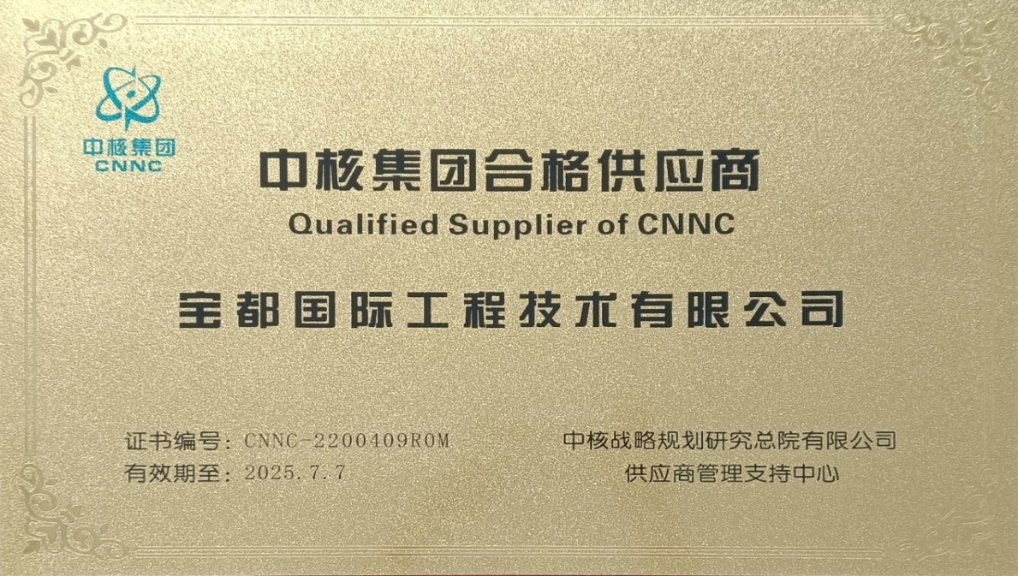 中核集团
CNNC
中核集团合格供应商
Qualified Supplier of CNNC
宝都国际工程技术有限公司
证书编号：CNNC-2200409R0M
有效期至：2025.7.7
中核战略规划研究总院有限公司
供应商管理支持中心